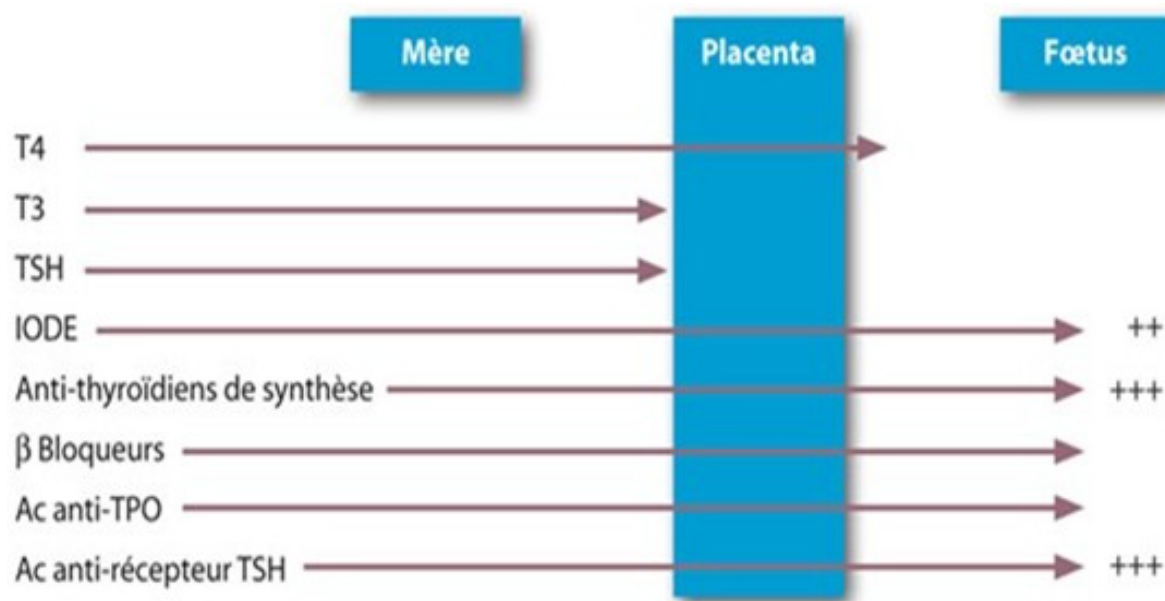 Mère Placenta Fœtus
T4
T3
TSH
IODE ++
Anti-thyroïdiens de synthèse +++
β Bloqueurs
Ac anti-TPO
Ac anti-récepteur TSH +++